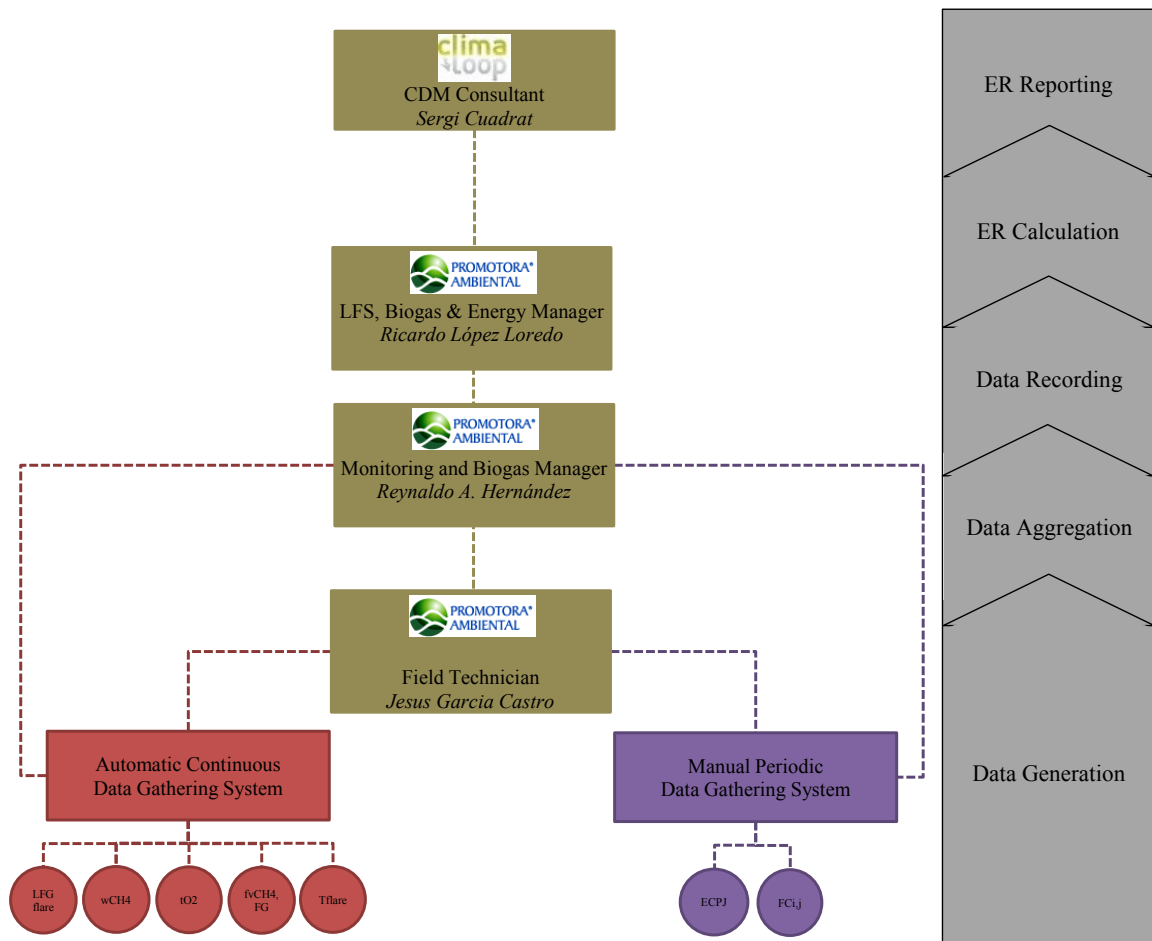 clima
Loop
CDM Consultant
Sergi Cuadrat
PROMOTORA*
AMBIENTAL
LFS, Biogas & Energy Manager
Ricardo López Loredo
PROMOTORA*
AMBIENTAL
Monitoring and Biogas Manager
Reynaldo A. Hernández
PROMOTORA*
AMBIENTAL
Field Technician
Jesus Garcia Castro
Automatic Continuous
Data Gathering System
Manual Periodic
Data Gathering System
LFG
flare
wCH4
tO2
fvCH4,
FG
Tflare
ECPJ
FCi,j
ER Reporting
ER Calculation
Data Recording
Data Aggregation
Data Generation